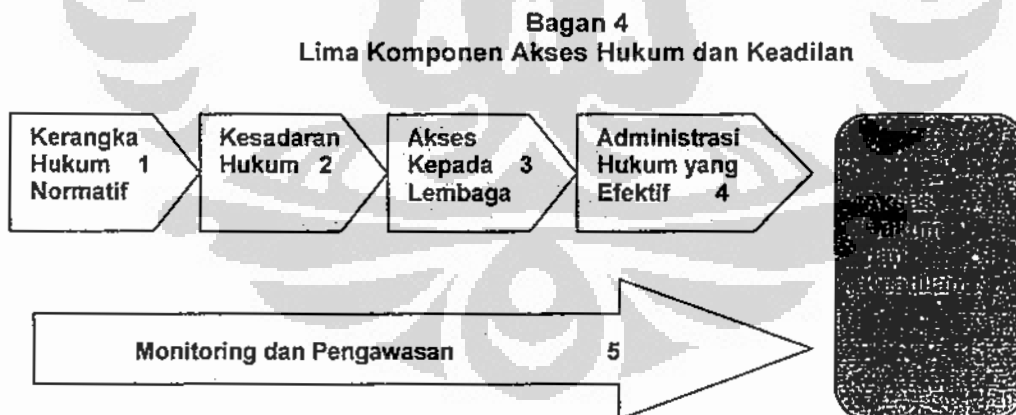 Bagan 4
Lima Komponen Akses Hukum dan Keadilan
Kerangka
Hukum 1
Normatif
Kesadaran
Hukum 2
Akses
Kepada 3
Lembaga
Administrasi
Hukum yang
Efektif 4
Monitoring dan Pengawasan 5